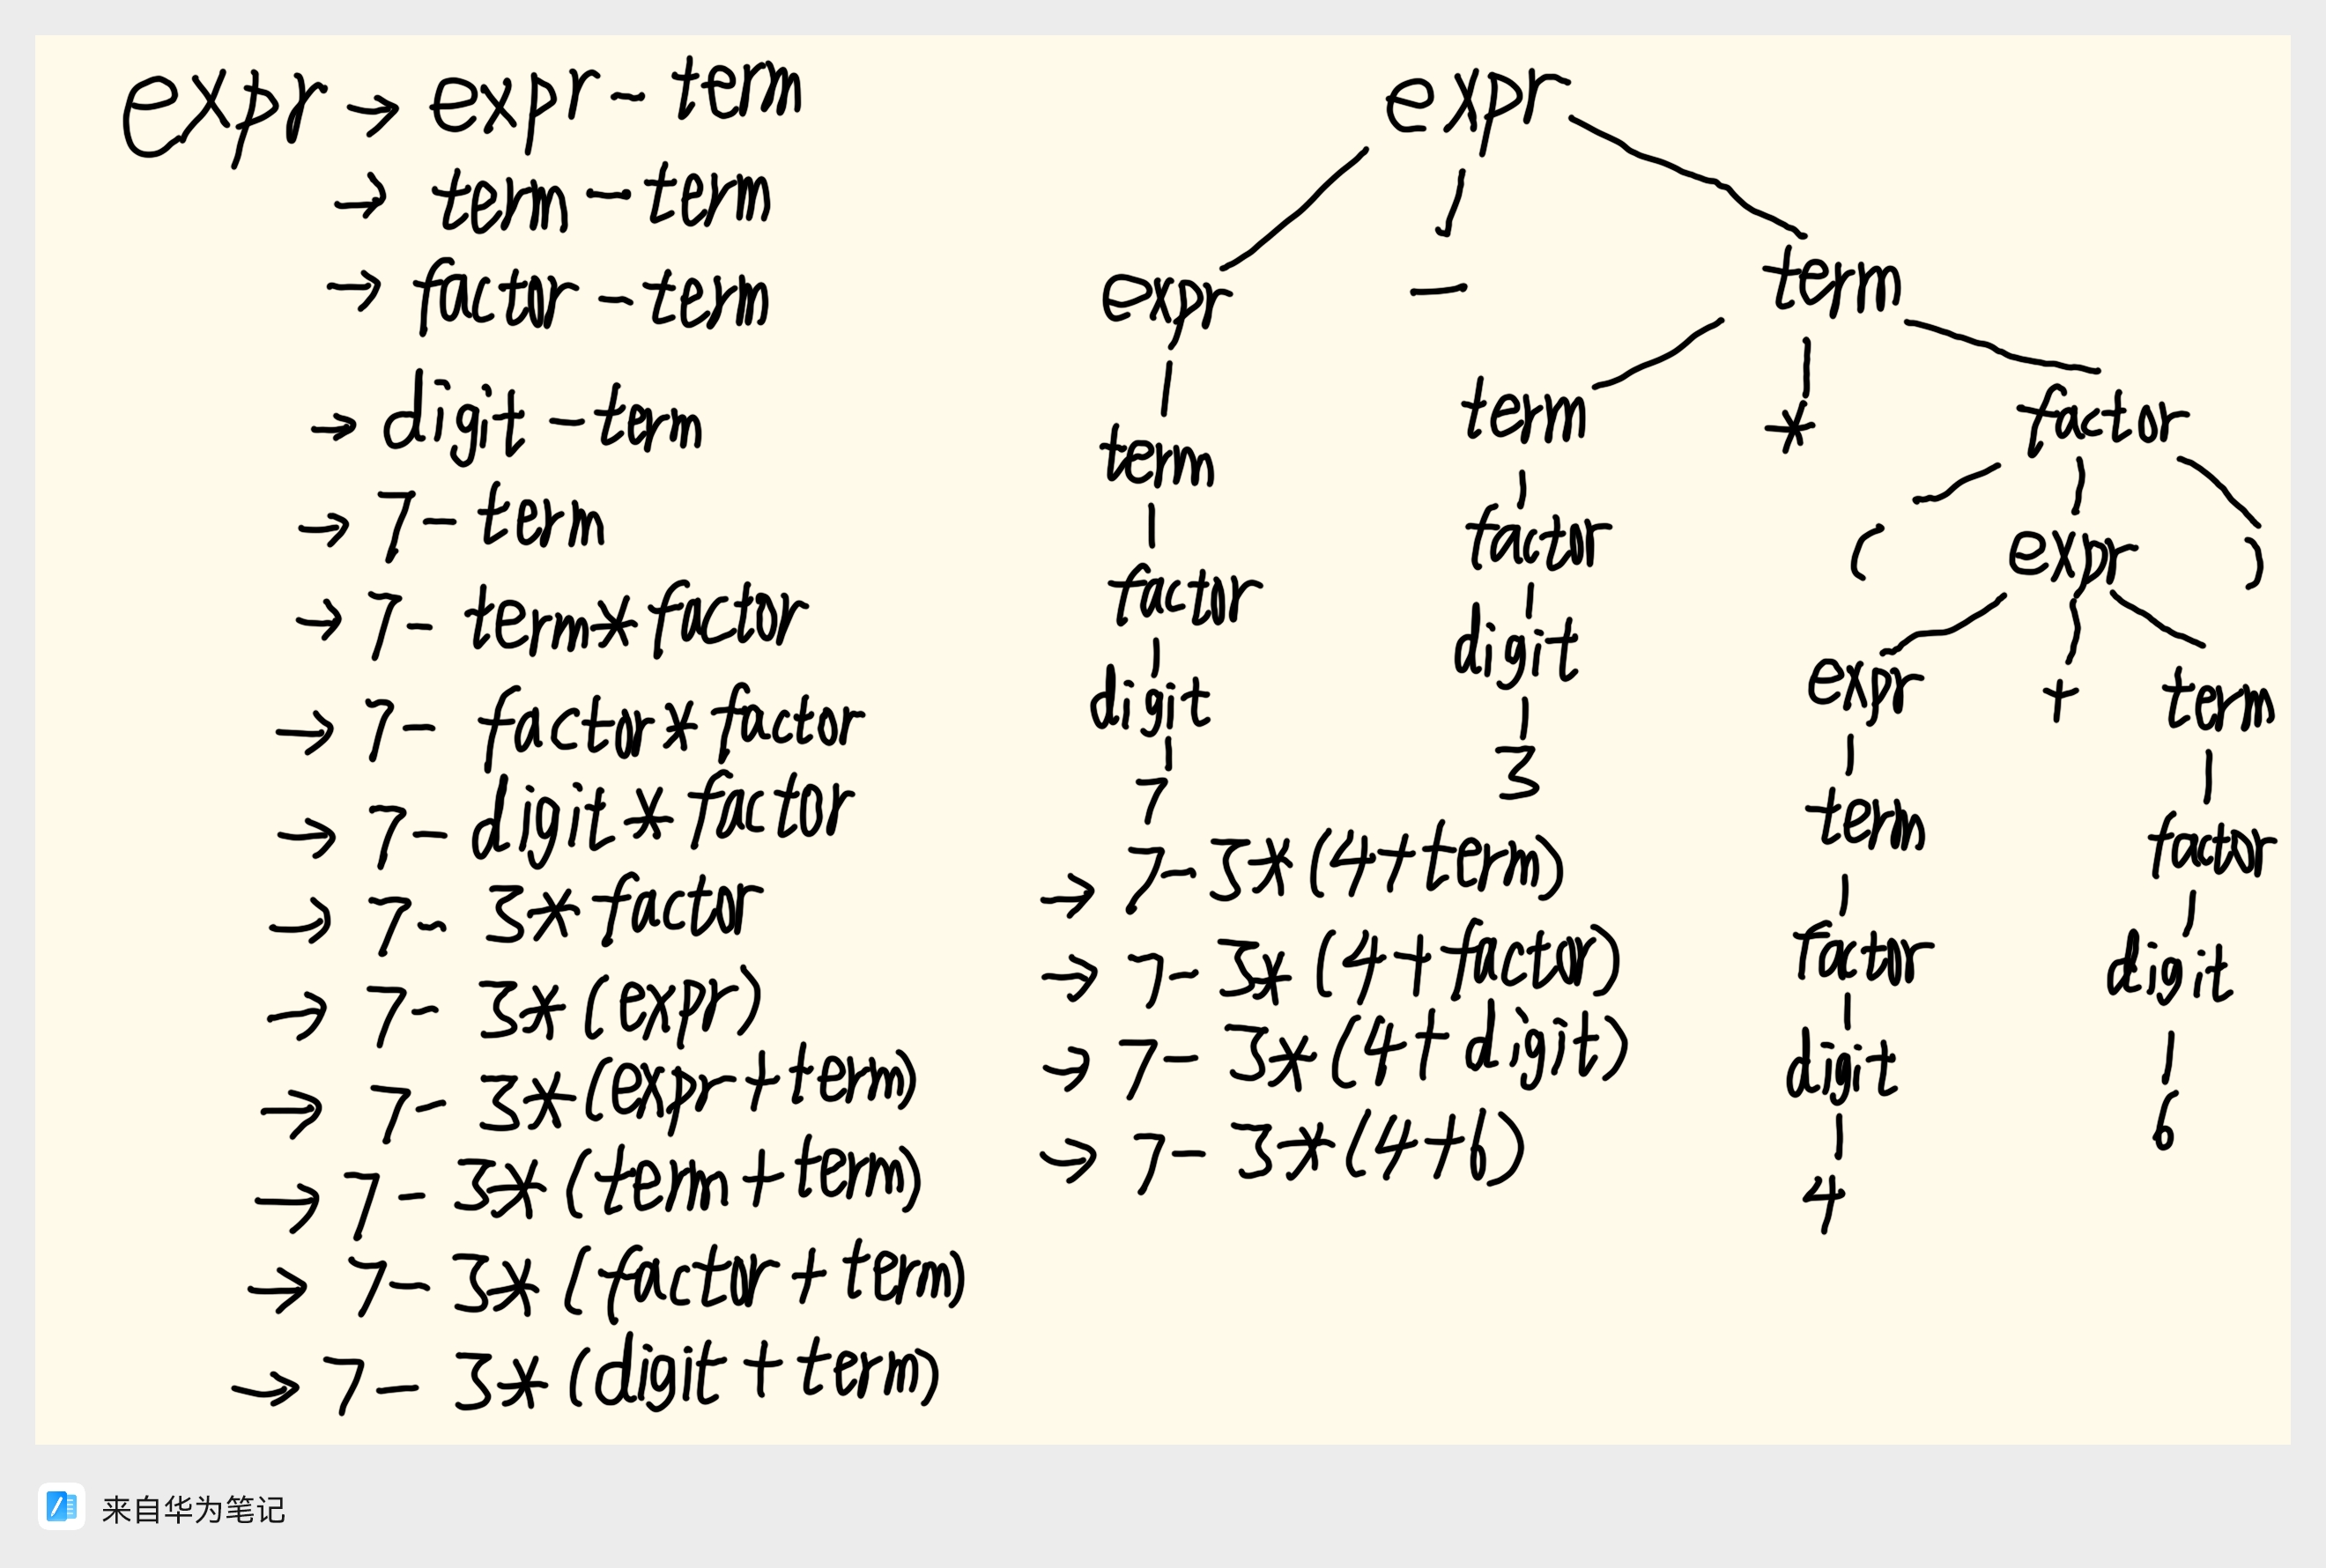 expr → expr - term
→ term - term
→ factor - term
→ digit - term
→ 7 - term
→ 7 - term * factor
→ 7 - factor * factor
→ 7 - digit * factor
→ 7 - 3 * factor
→ 7 - 3 * (expr)
→ 7 - 3 * (expr + term)
→ 7 - 3 * (term + term)
→ 7 - 3 * (factor + term)
→ 7 - 3 * (digit + term)
→ 7 - 3 * (4 + term)
→ 7 - 3 * (4 + factor)
→ 7 - 3 * (4 + digit)
→ 7 - 3 * (4 + 6)
expr
expr - term
term * factor
term
factor
( expr )
factor
digit
expr + term
digit
3
7
term
factor
factor
digit
digit
6
4
来自华为笔记